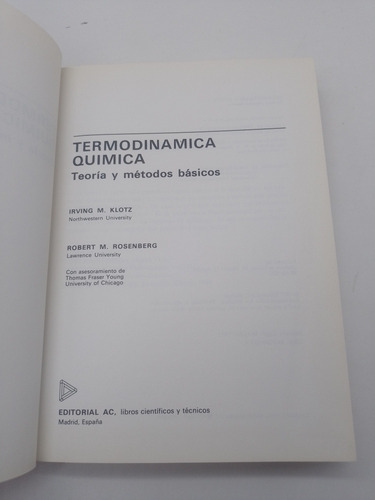 TERMODINAMICA
QUIMICA
Teoría y métodos básicos
IRVING M. KLOTZ
Northwestern University
ROBERT M. ROSENBERG
Lawrence University
Con asesoramiento de
Thomas Fraser Young
University of Chicago
EDITORIAL AC, libros científicos y técnicos
Madrid, España